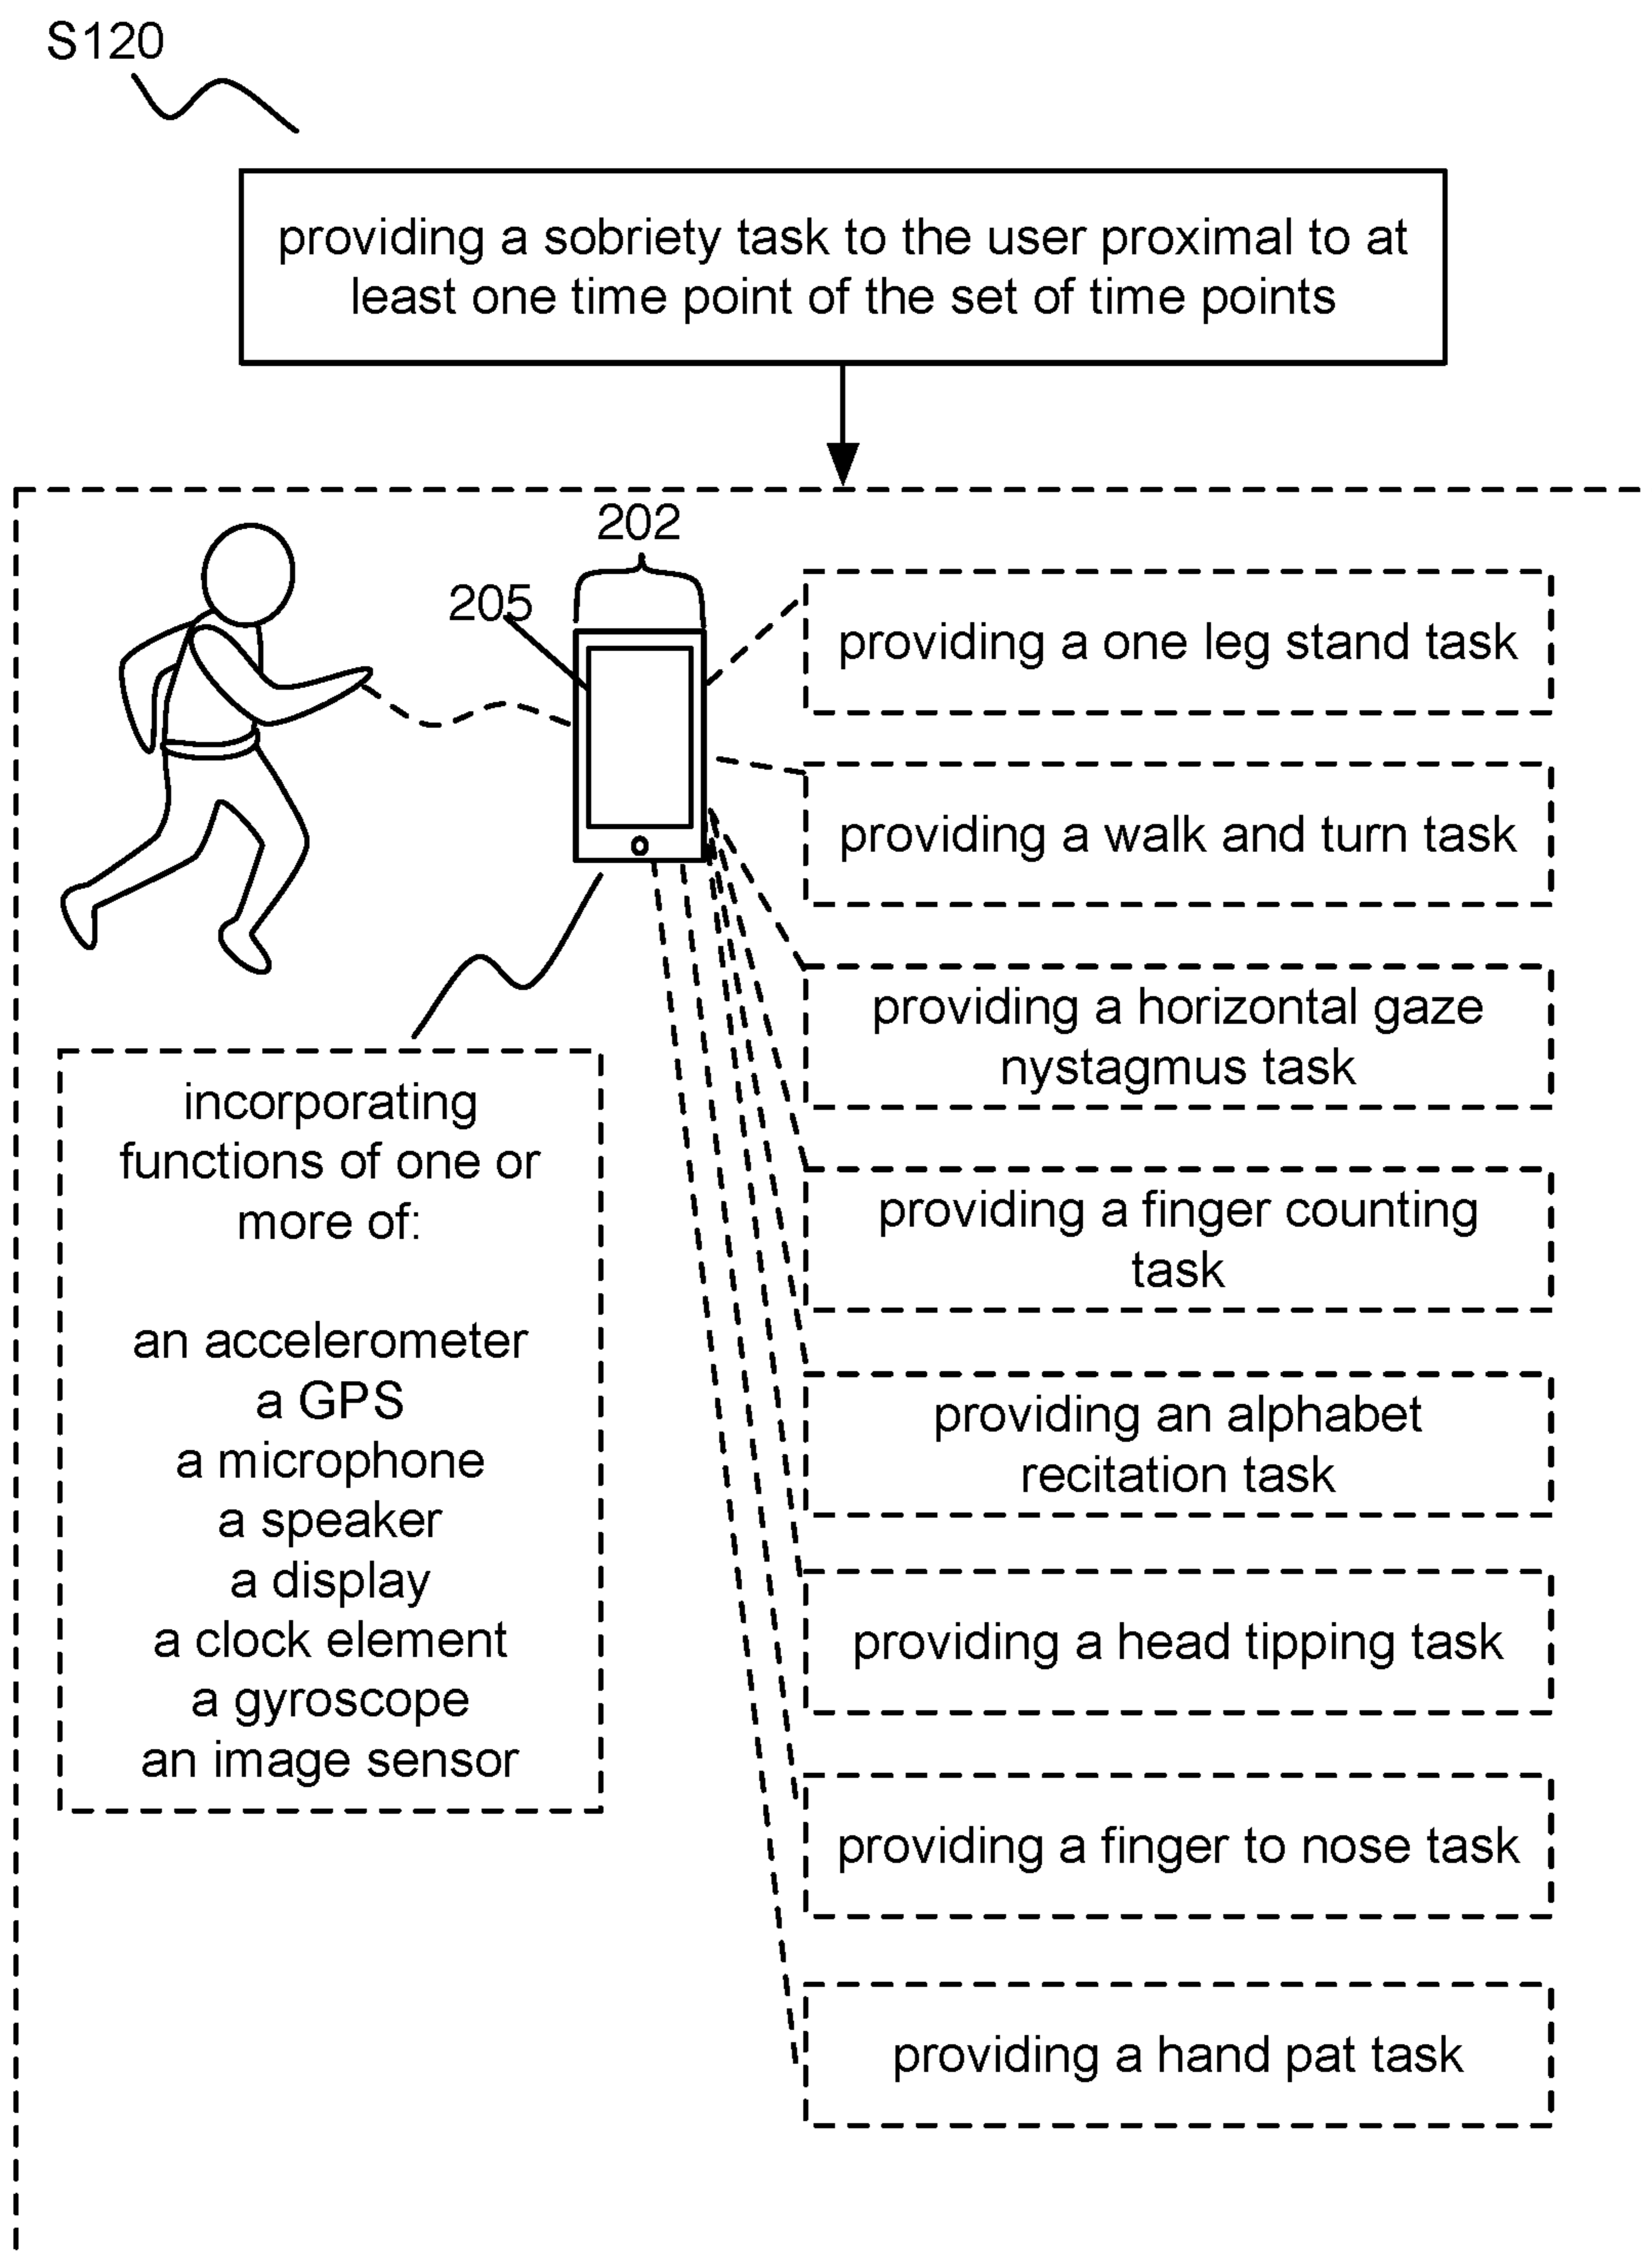 S120
providing a sobriety task to the user proximal to at
least one time point of the set of time points
202
205
providing a one leg stand task
providing a walk and turn task
providing a horizontal gaze
nystagmus task
providing a finger counting
task
providing an alphabet
recitation task
providing a head tipping task
providing a finger to nose task
providing a hand pat task
incorporating
functions of one or
more of:
an accelerometer
a GPS
a microphone
a speaker
a display
a clock element
a gyroscope
an image sensor